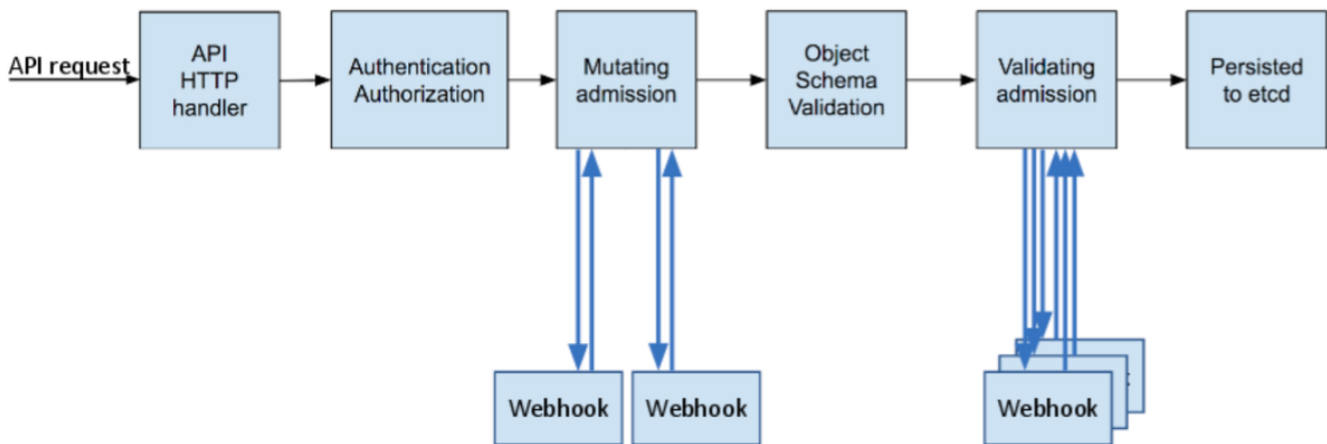 API request
API
HTTP
handler
Authentication
Authorization
Mutating
admission
Object
Schema
Validation
Validating
admission
Persisted
to etcd
Webhook
Webhook
Webhook